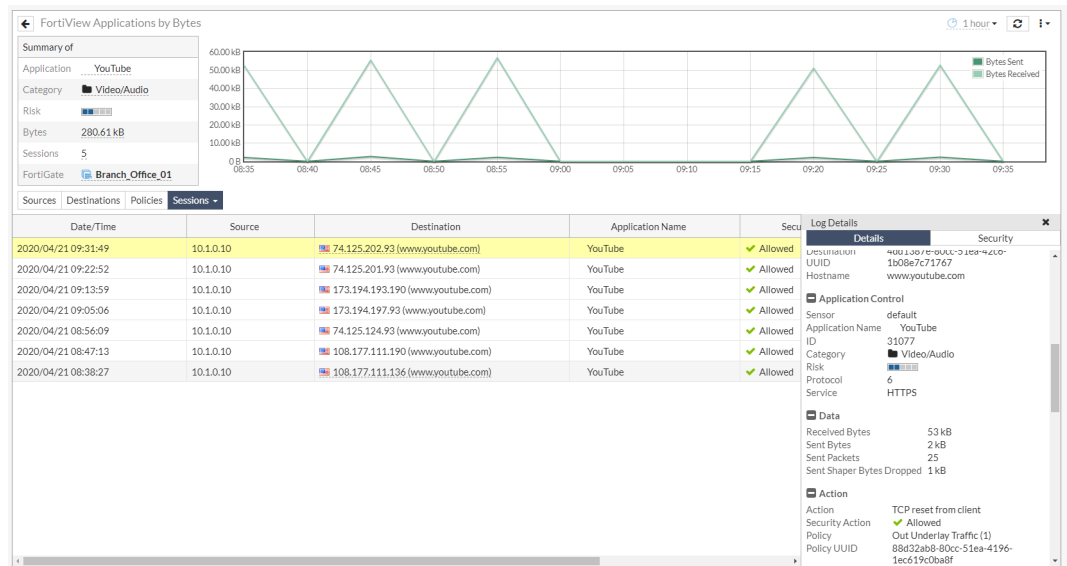 FortiView Applications by Bytes
1 hour
Summary of
Application YouTube
Category Video/Audio
Risk
Bytes 280.61 kB
Sessions 5
FortiGate Branch_Office_01
60.00 kB
50.00 kB
40.00 kB
30.00 kB
20.00 kB
10.00 kB
0 B
08:35 08:40 08:45 08:50 08:55 09:00 09:05 09:10 09:15 09:20 09:25 09:30 09:35
Bytes Sent
Bytes Received
Sources Destinations Policies Sessions
Date/Time Source Destination Application Name Secu
2020/04/21 09:31:49 10.1.0.10 74.125.202.93 (www.youtube.com) YouTube Allowed
2020/04/21 09:22:52 10.1.0.10 74.125.201.93 (www.youtube.com) YouTube Allowed
2020/04/21 09:13:59 10.1.0.10 173.194.193.190 (www.youtube.com) YouTube Allowed
2020/04/21 09:05:06 10.1.0.10 173.194.197.93 (www.youtube.com) YouTube Allowed
2020/04/21 08:56:09 10.1.0.10 74.125.124.93 (www.youtube.com) YouTube Allowed
2020/04/21 08:47:13 10.1.0.10 108.177.111.190 (www.youtube.com) YouTube Allowed
2020/04/21 08:38:27 10.1.0.10 108.177.111.136 (www.youtube.com) YouTube Allowed
Log Details
Details Security
Destination
UUID 1b08e7c71767
Hostname www.youtube.com
Application Control
Sensor default
Application Name YouTube
ID 31077
Category Video/Audio
Risk
Protocol 6
Service HTTPS
Data
Received Bytes 53 kB
Sent Bytes 2 kB
Sent Packets 25
Sent Shaper Bytes Dropped 1 kB
Action
Action TCP reset from client
Security Action Allowed
Policy Out Underlay Traffic (1)
Policy UUID 88d32ab8-80cc-51ea-4196-
1ec619c0ba8f